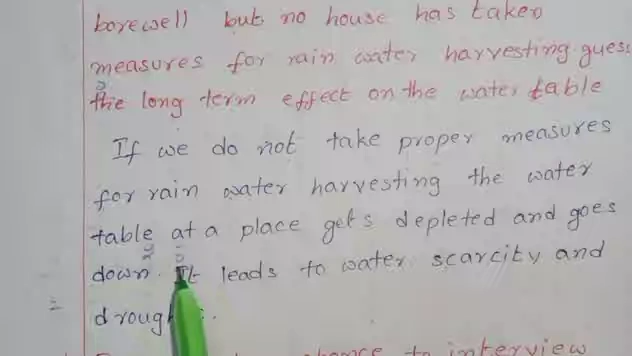 borewell but no house has taken
measures for rain water harvesting. guess
the long term effect on the water table
If we do not take proper measures
for rain water harvesting the water
table at a place gets depleted and goes
down. It leads to water scarcity and
to interview